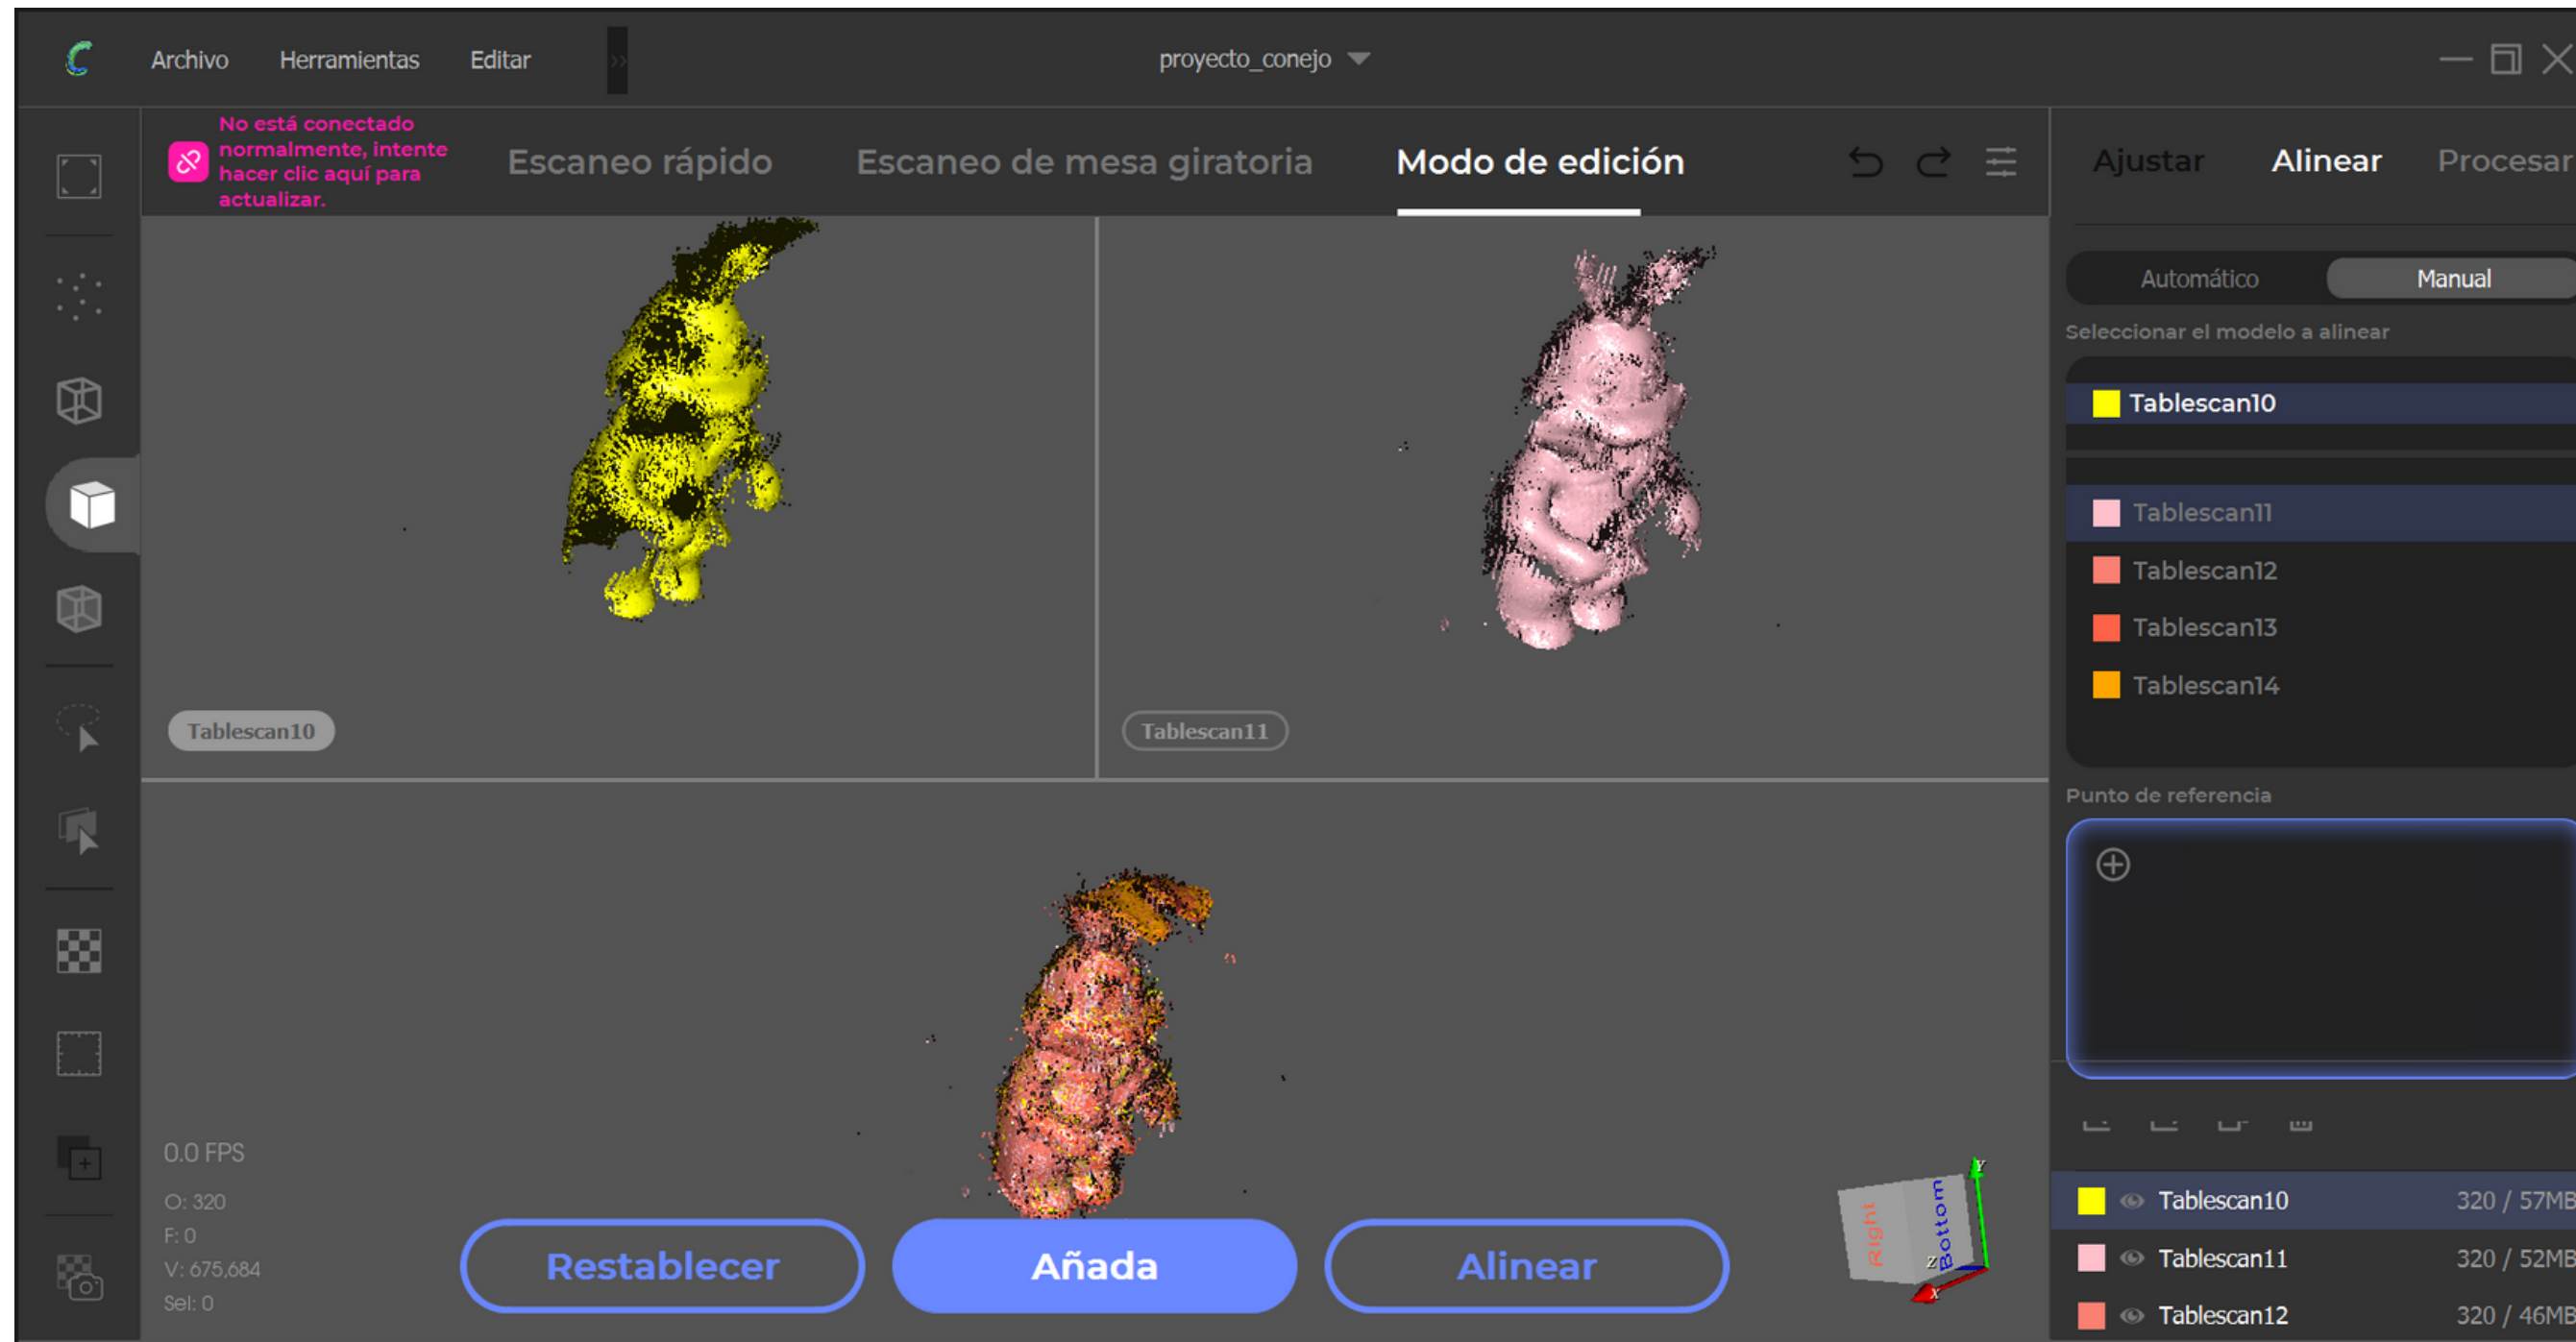 Archivo Herramientas Editar >> proyecto_conejo
No está conectado
normalmente, intente
hacer clic aquí para
actualizar.
Escaneo rápido Escaneo de mesa giratoria Modo de edición
Ajustar Alinear Procesar
Automático Manual
Seleccionar el modelo a alinear
Tablescan10
Tablescan11
Tablescan12
Tablescan13
Tablescan14
Tablescan10
Tablescan11
Punto de referencia
0.0 FPS
O: 320
F: 0
V: 675,684
Sel: 0
Restablecer Añada Alinear
Right Bottom
Y
Z
X
Tablescan10 320 / 57MB
Tablescan11 320 / 52MB
Tablescan12 320 / 46MB